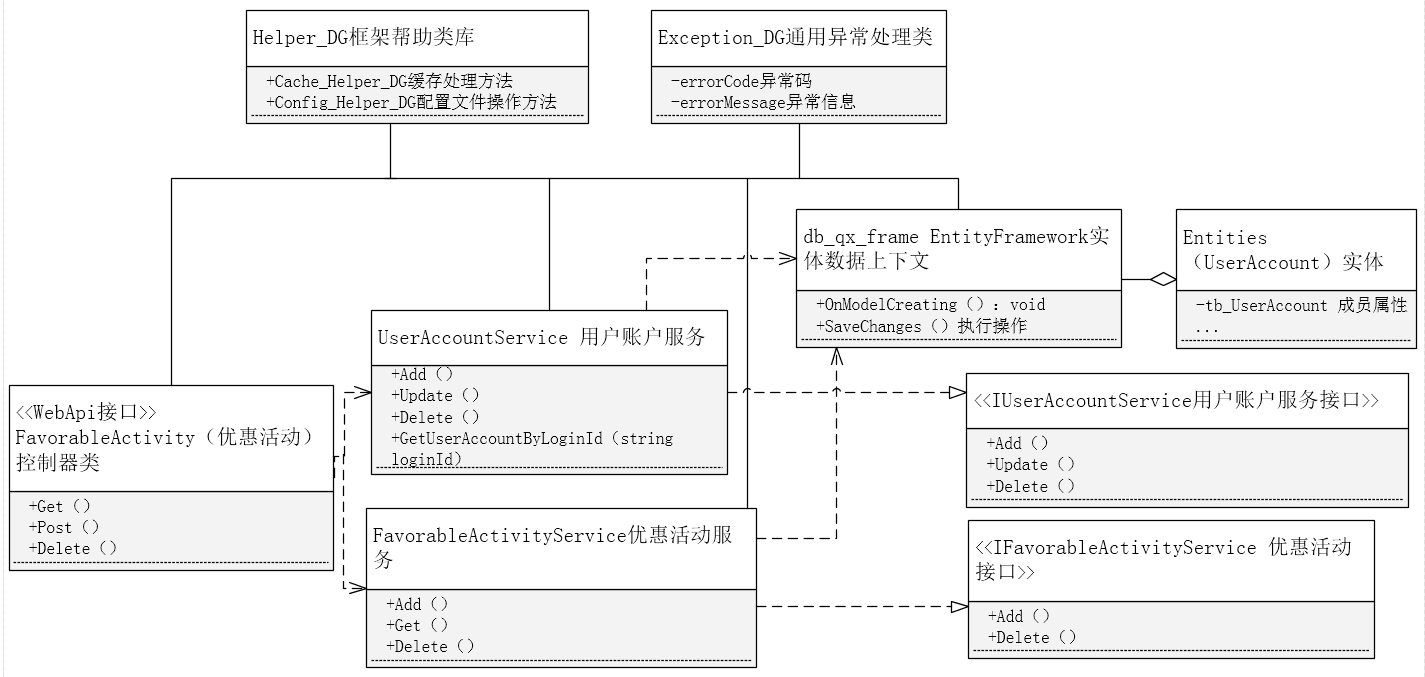 Helper_DG框架帮助类库
+Cache_Helper_DG缓存处理方法
+Config_Helper_DG配置文件操作方法
Exception_DG通用异常处理类
-errorCode异常码
-errorMessage异常信息
db_qx_frame EntityFramework实
体数据上下文
+OnModelCreating（）：void
+SaveChanges（）执行操作
Entities
（UserAccount）实体
-tb_UserAccount 成员属性
...
UserAccountService 用户账户服务
+Add（）
+Update（）
+Delete（）
+GetUserAccountByLoginId（string
loginId）
<<WebApi接口>>
FavorableActivity（优惠活动）
控制器类
+Get（）
+Post（）
+Delete（）
<<IUserAccountService用户账户服务接口>>
+Add（）
+Update（）
+Delete（）
FavorableActivityService优惠活动服
务
+Add（）
+Get（）
+Delete（）
<<IFavorableActivityService 优惠活动
接口>>
+Add（）
+Delete（）